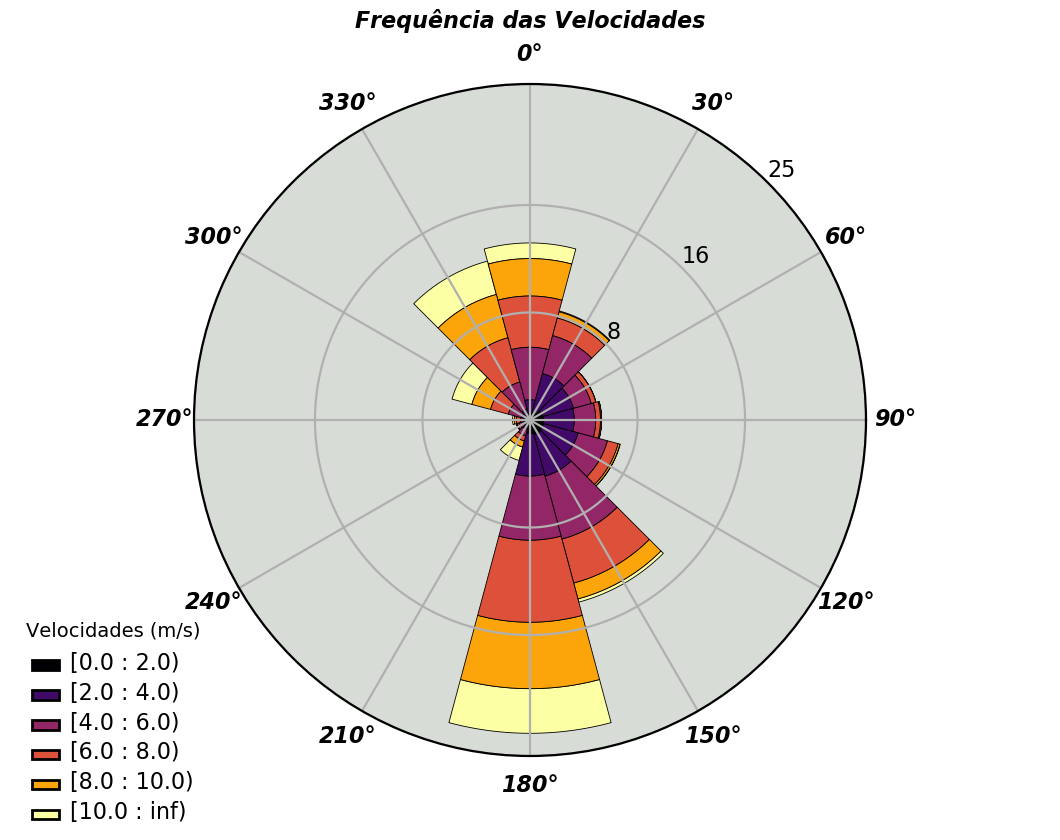 Frequência das Velocidades
0°
330°
30°
25
300°
60°
16
8
270°
90°
240°
120°
210°
150°
180°
Velocidades (m/s)
[0.0 : 2.0)
[2.0 : 4.0)
[4.0 : 6.0)
[6.0 : 8.0)
[8.0 : 10.0)
[10.0 : inf)